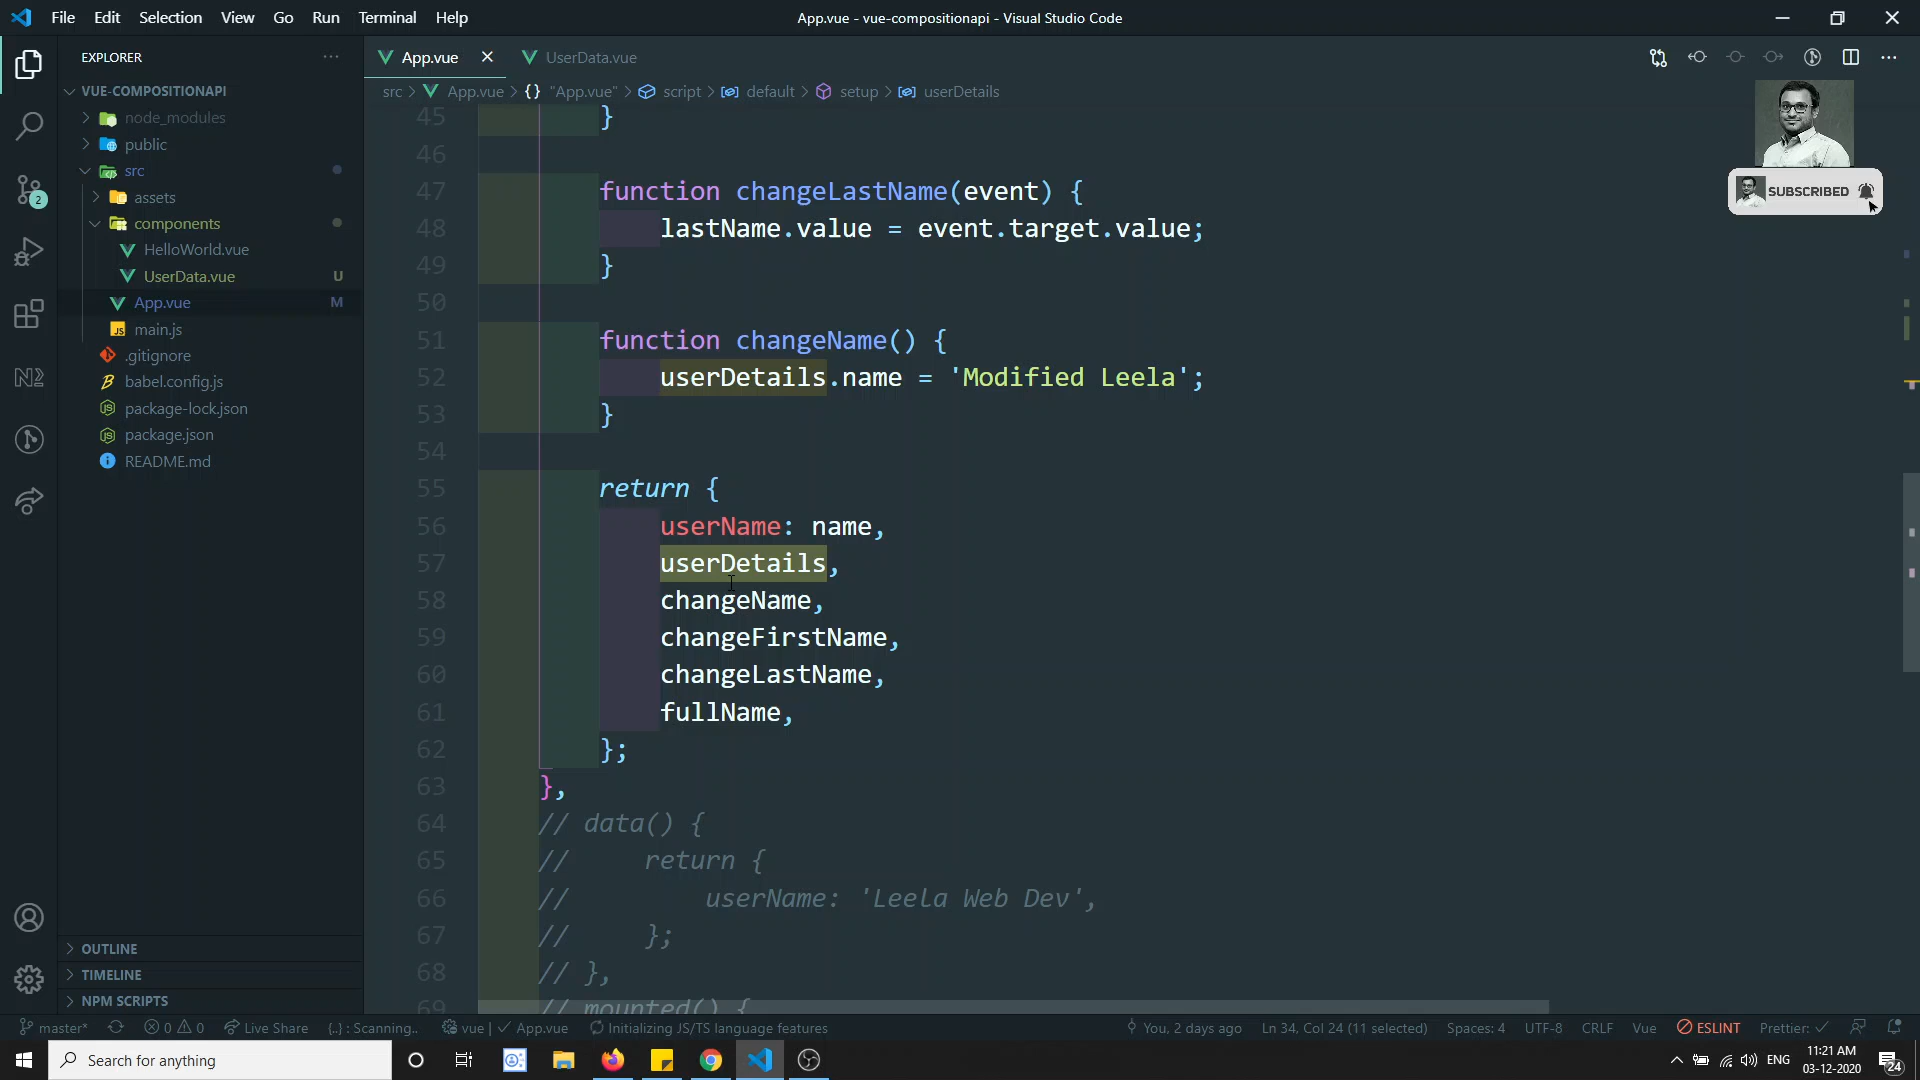 File Edit Selection View Go Run Terminal Help
App.vue - vue-compositionapi - Visual Studio Code
EXPLORER
VUE-COMPOSITIONAPI
node_modules
public
src
assets
components
HelloWorld.vue
UserData.vue U
App.vue M
main.js
.gitignore
babel.config.js
package-lock.json
package.json
README.md
OUTLINE
TIMELINE
NPM SCRIPTS
2
App.vue UserData.vue
src > App.vue > {} "App.vue" > script > default > setup > userDetails
SUBSCRIBED
45 }
46
47 function changeLastName(event) {
48 lastName.value = event.target.value;
49 }
50
51 function changeName() {
52 userDetails.name = 'Modified Leela';
53 }
54
55 return {
56 userName: name,
57 userDetails,
58 changeName,
59 changeFirstName,
60 changeLastName,
61 fullName,
62 };
63 },
64 // data() {
65 // return {
66 // userName: 'Leela Web Dev',
67 // };
68 // },
69 // mounted() {
master* 0 0 Live Share {..} : Scanning.. vue | App.vue Initializing JS/TS language features You, 2 days ago Ln 34, Col 24 (11 selected) Spaces: 4 UTF-8 CRLF Vue ESLINT Prettier:
Search for anything
ENG
11:21 AM
03-12-2020
24